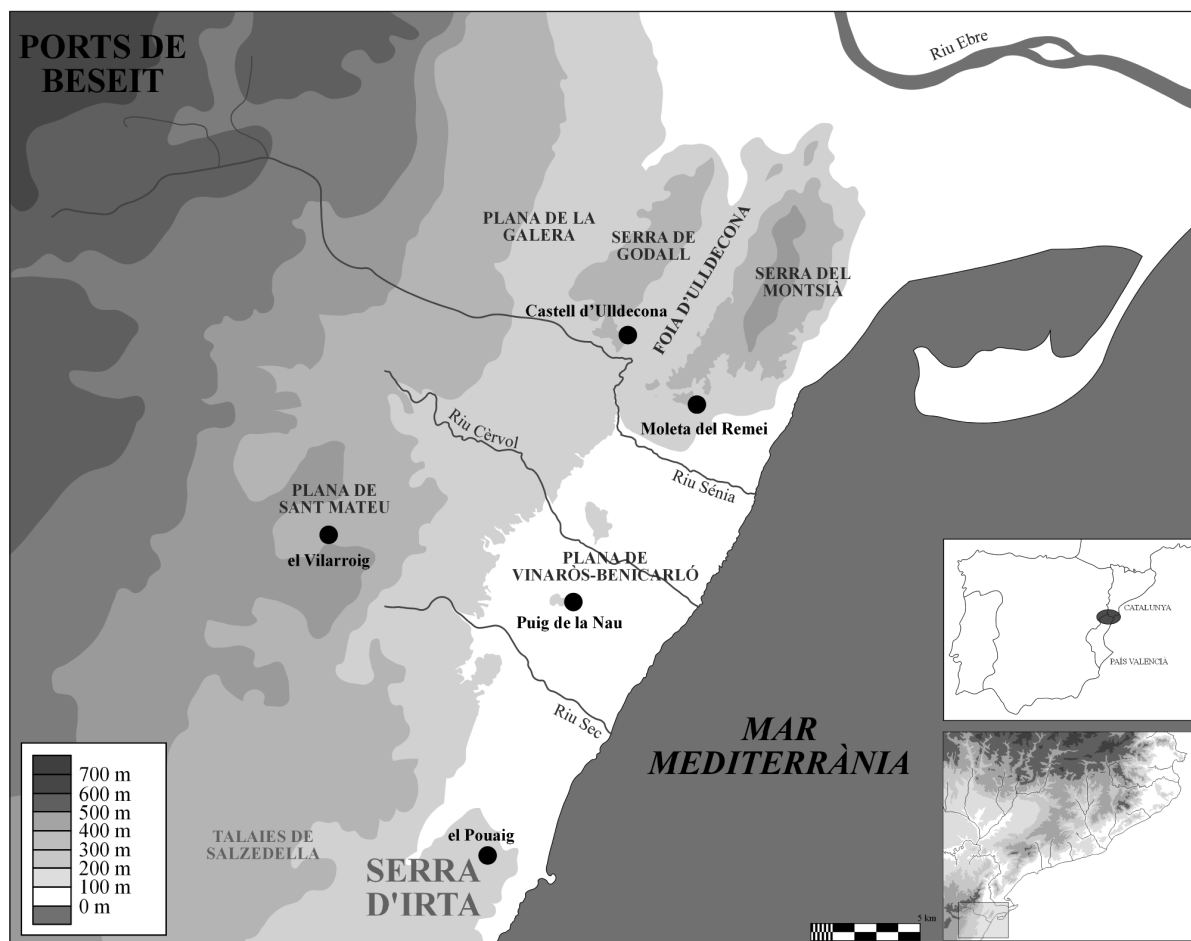 PORTS DE
BESEIT
Riu Ebre
PLANA DE LA
GALERA
SERRA DE
GODALL
FOIA D'ULLDECONA
SERRA DEL
MONTSIÀ
Castell d'Ulldecona
Moleta del Remei
Riu Cèrvol
Riu Sénia
PLANA DE
SANT MATEU
el Vilarroig
PLANA DE
VINARÒS-BENICARLÓ
Puig de la Nau
CATALUNYA
PAÍS VALENCIÀ
Riu Sec
MAR
MEDITERRÀNIA
700 m
600 m
500 m
400 m
300 m
200 m
100 m
0 m
TALAIES DE
SALZEDELLA
el Pouaig
SERRA
D'IRTA
5 km